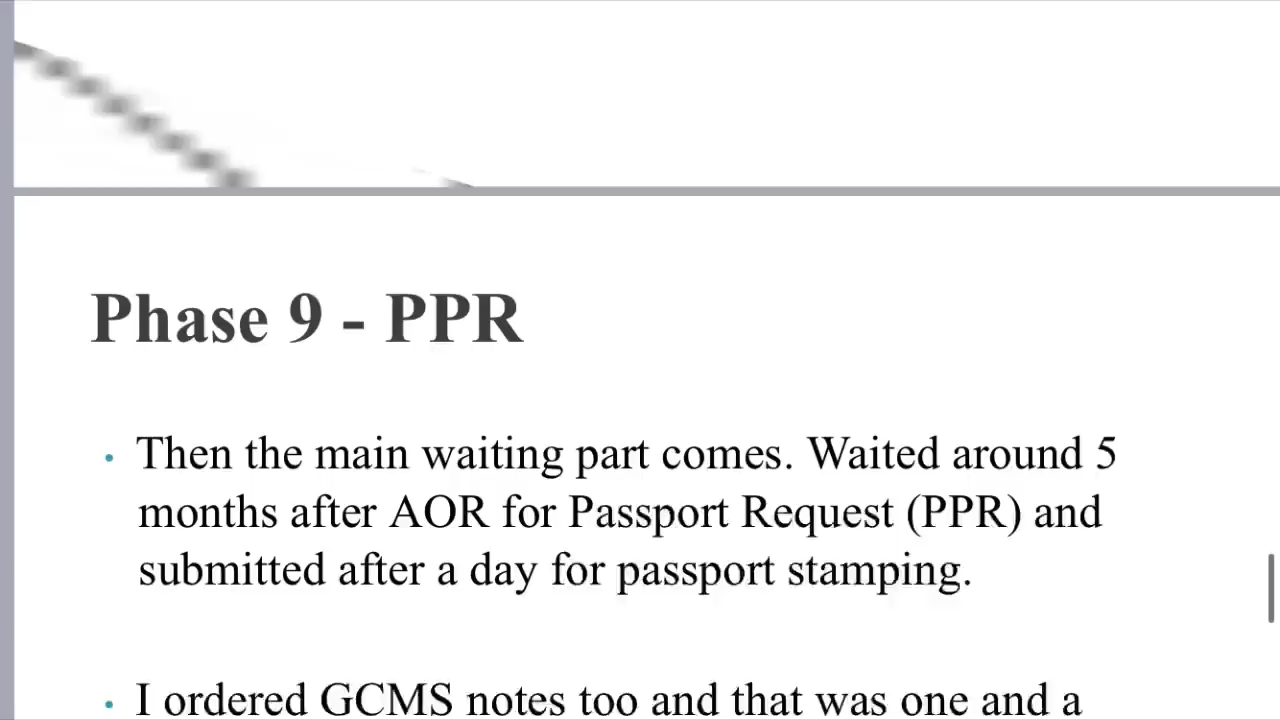 Phase 9 - PPR
• Then the main waiting part comes. Waited around 5
months after AOR for Passport Request (PPR) and
submitted after a day for passport stamping.
• I ordered GCMS notes too and that was one and a